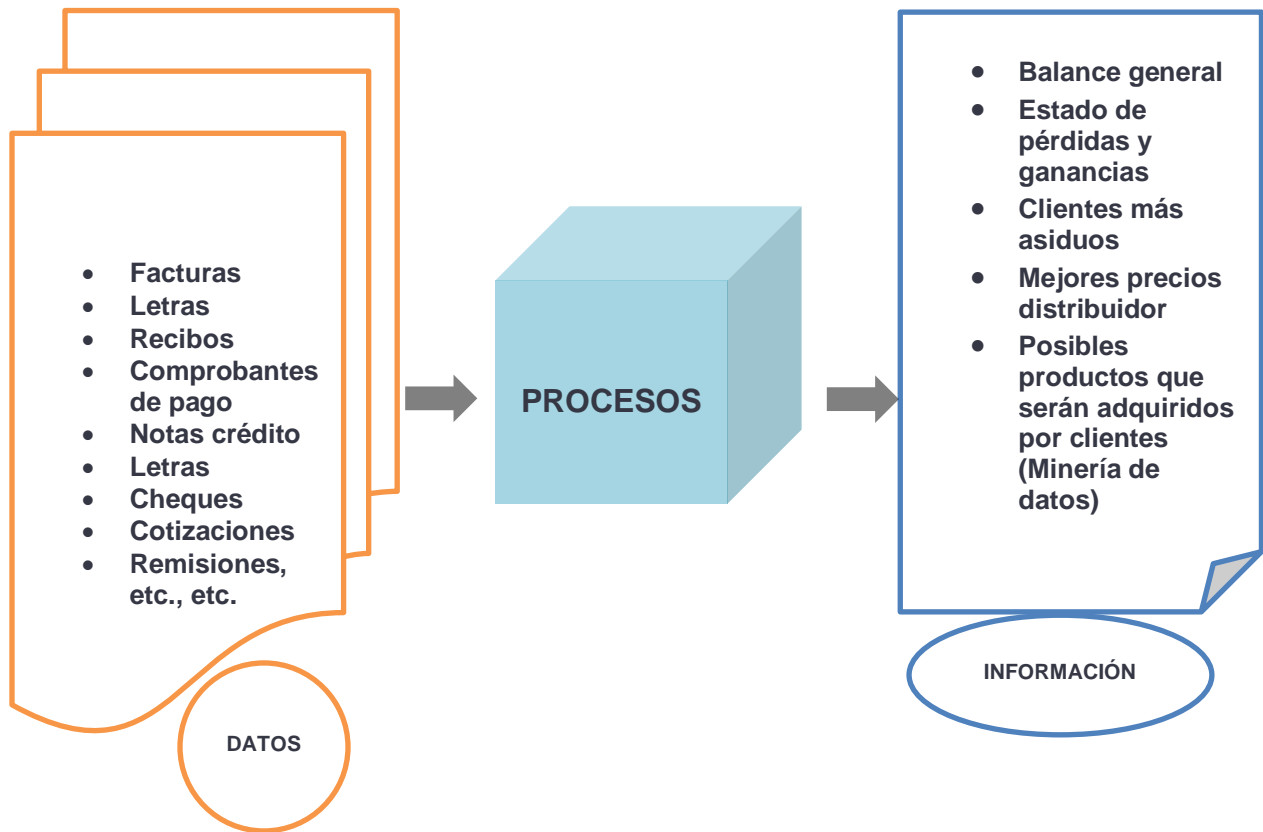 • Facturas
• Letras
• Recibos
• Comprobantes
de pago
• Notas crédito
• Letras
• Cheques
• Cotizaciones
• Remisiones,
etc., etc.
DATOS
PROCESOS
• Balance general
• Estado de
pérdidas y
ganancias
• Clientes más
asiduos
• Mejores precios
distribuidor
• Posibles
productos que
serán adquiridos
por clientes
(Minería de
datos)
INFORMACIÓN